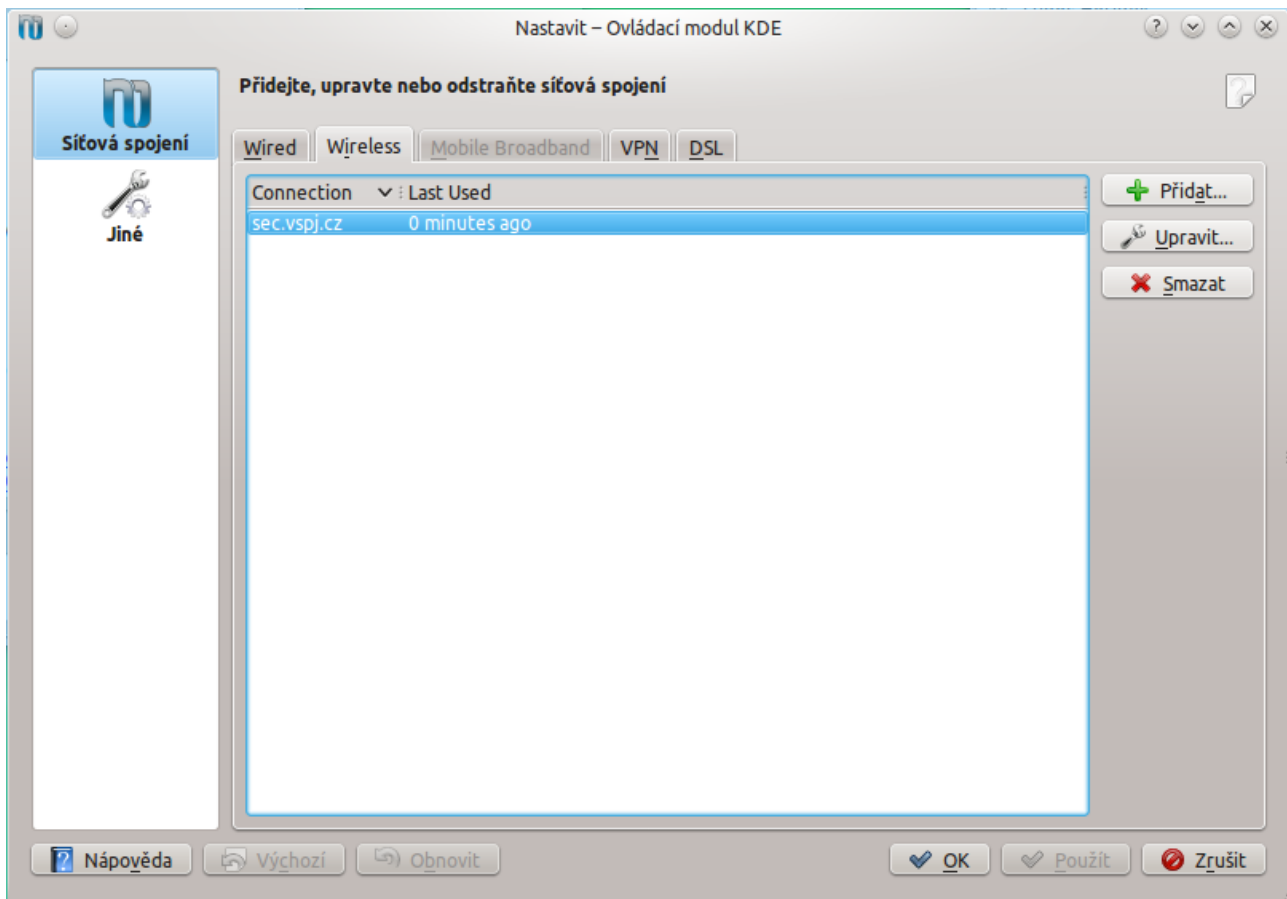 Nastavit – Ovládací modul KDE
Síťová spojení
Jiné
Přidejte, upravte nebo odstraňte síťová spojení
Wired Wireless Mobile Broadband VPN DSL
Connection Last Used
sec.vspj.cz 0 minutes ago
Přidat...
Upravit...
Smazat
Nápověda Výchozí Obnovit OK Použít Zrušit